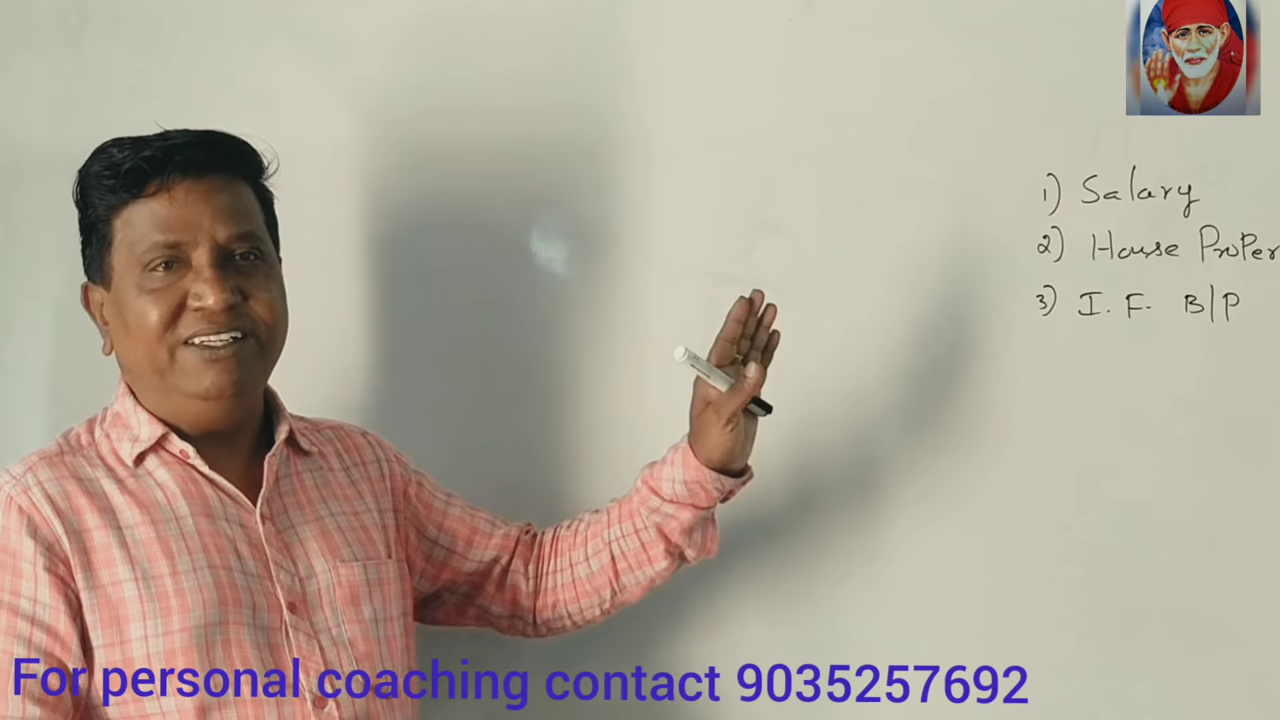 1) Salary
2) House Proper
3) I. F. B/P
For personal coaching contact 9035257692